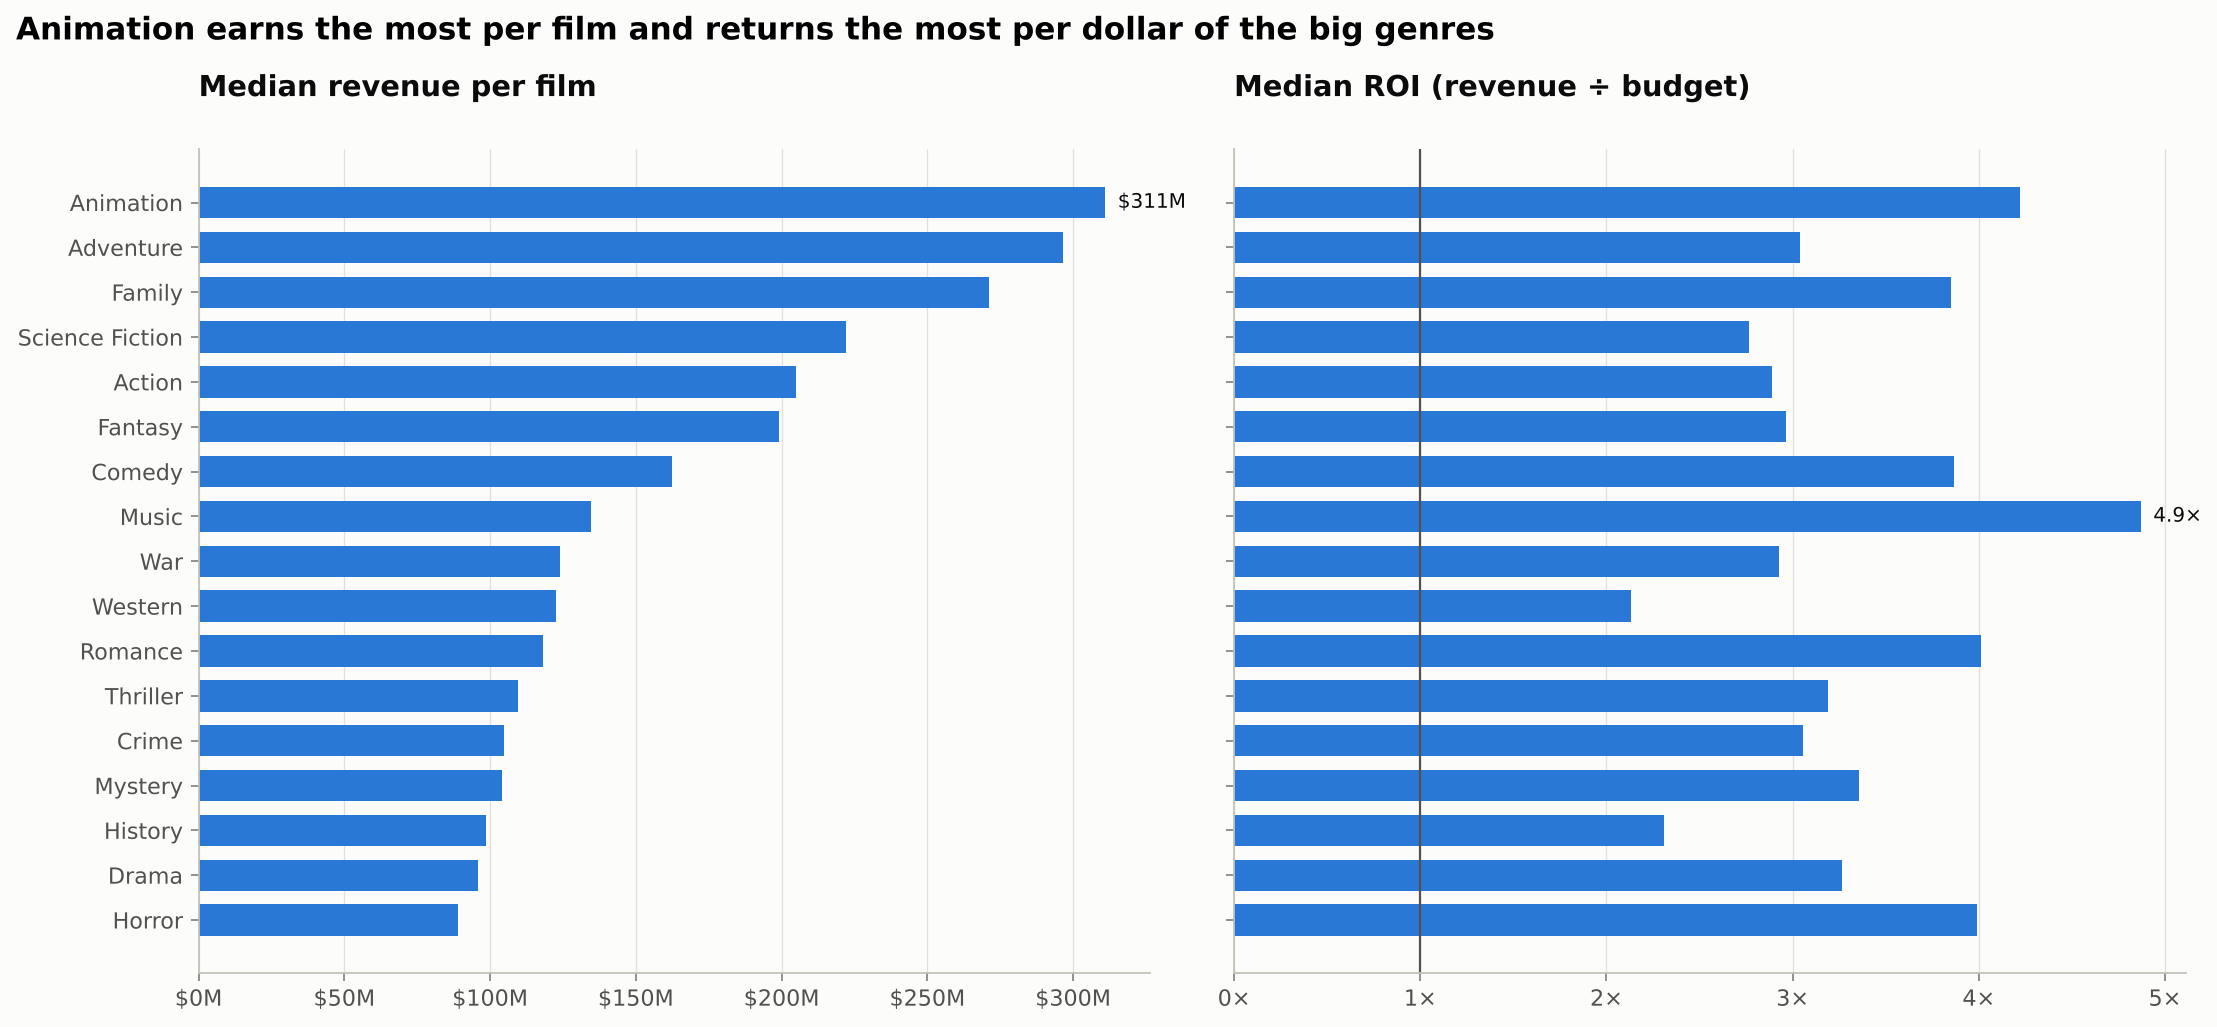 Animation earns the most per film and returns the most per dollar of the big genres
Median revenue per film
Animation
$311M
Adventure
Family
Science Fiction
Action
Fantasy
Comedy
Music
War
Western
Romance
Thriller
Crime
Mystery
History
Drama
Horror
$0M $50M $100M $150M $200M $250M $300M
Median ROI (revenue ÷ budget)
4.9×
0× 1× 2× 3× 4× 5×